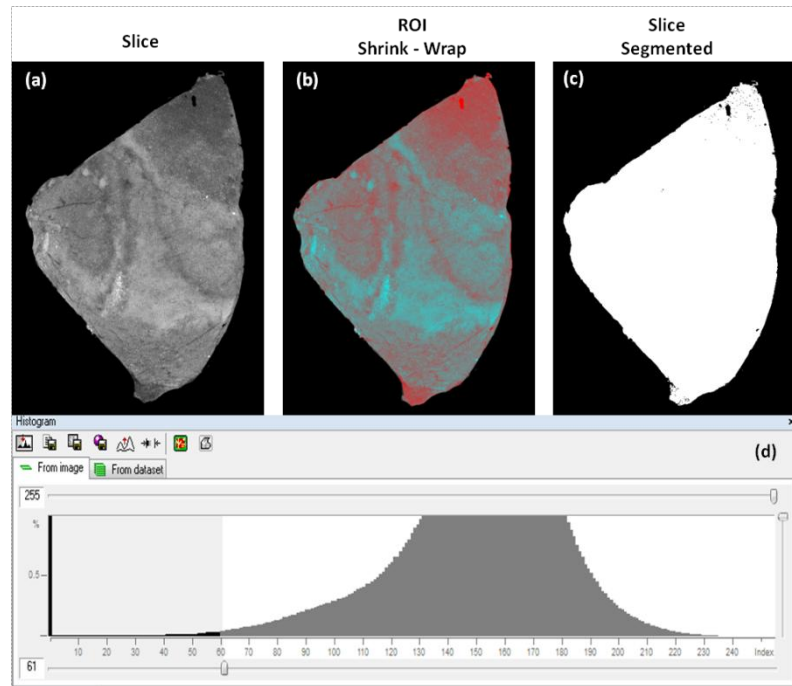 Slice
ROI
Shrink - Wrap
Slice
Segmented
(a)
(b)
(c)
Histogram
x
(d)
From image
From dataset
255
%
0.5
10 20 30 40 50 60 70 80 90 100 110 120 130 140 150 160 170 180 190 200 210 220 230 240 Index
61